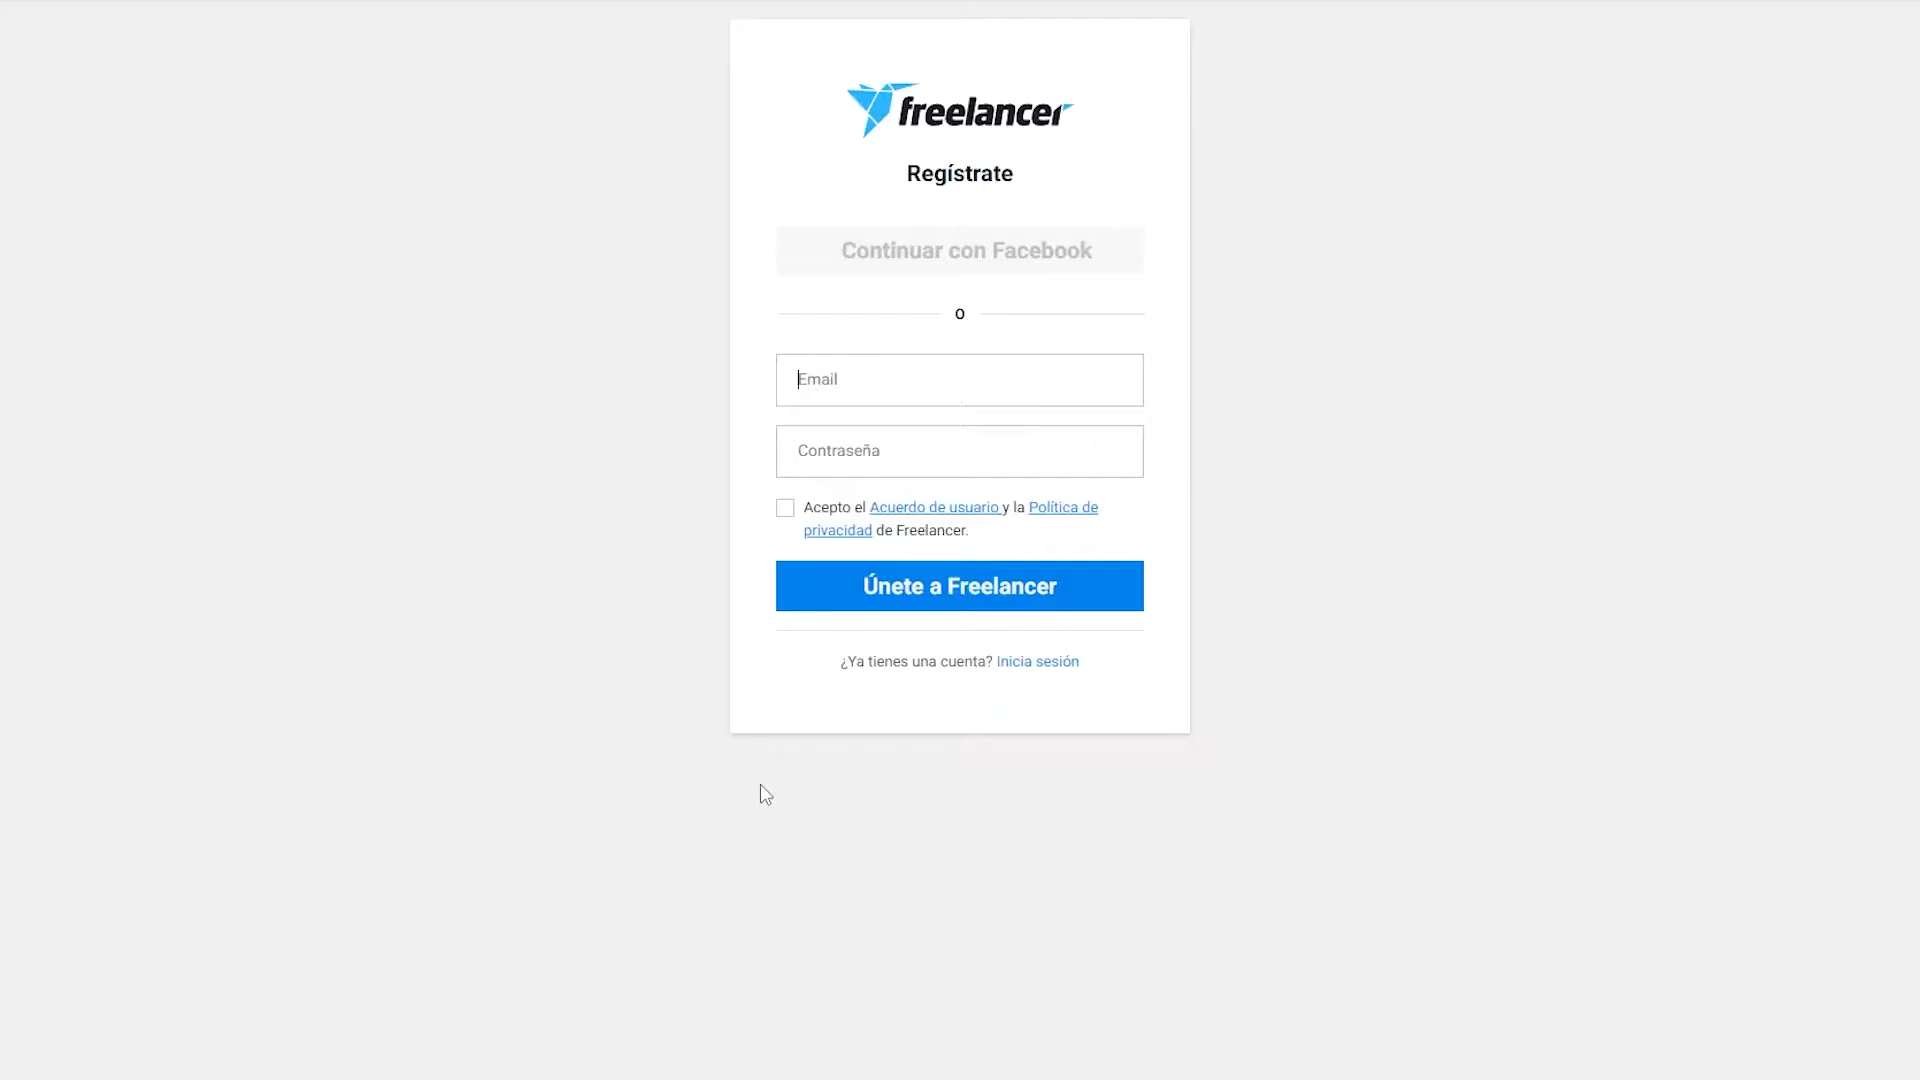 freelancer
Regístrate
Continuar con Facebook
o
Email
Contraseña
Acepto el Acuerdo de usuario y la Política de
privacidad de Freelancer.
Únete a Freelancer
¿Ya tienes una cuenta? Inicia sesión